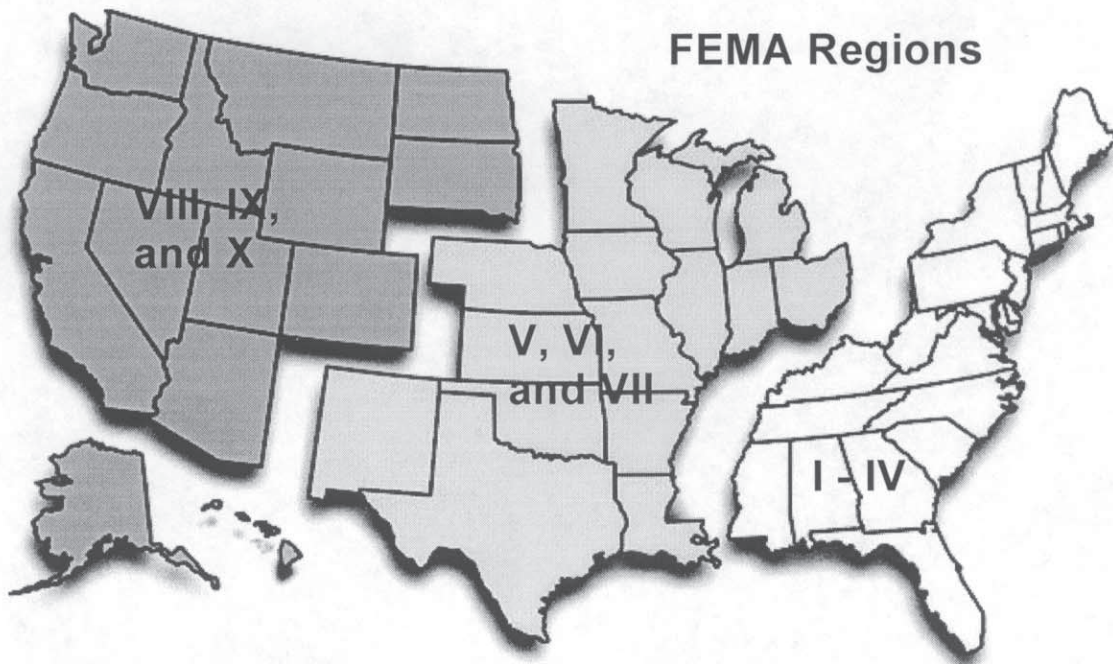 FEMA Regions
VIII, IX,
and X
V, VI,
and VII
I - IV